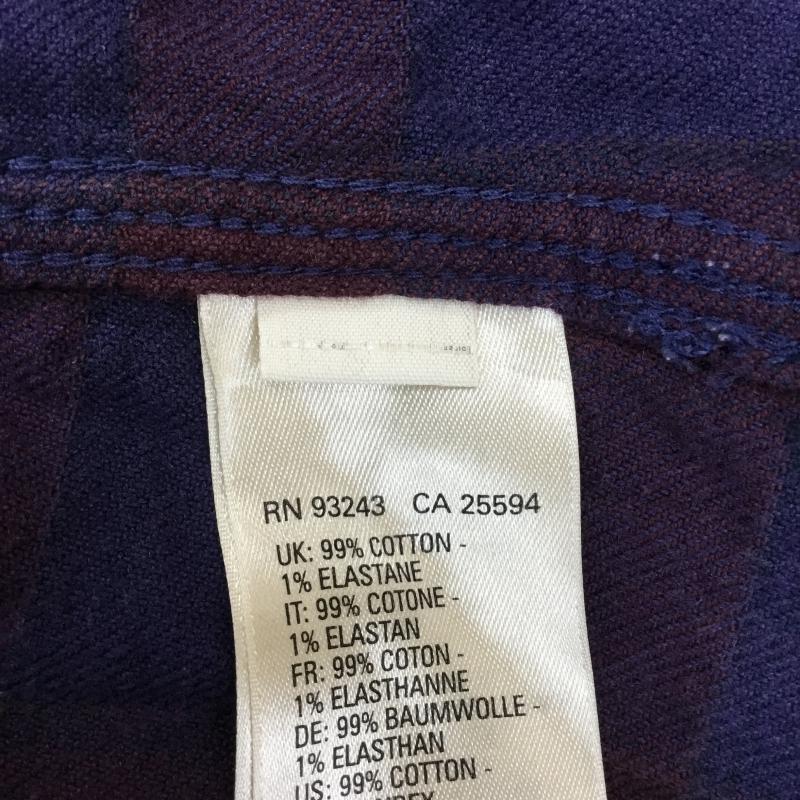 RN 93243 CA 25594
UK: 99% COTTON -
1% ELASTANE
IT: 99% COTONE -
1% ELASTAN
FR: 99% COTON -
1% ELASTHANNE
DE: 99% BAUMWOLLE -
1% ELASTHAN
US: 99% COTTON -